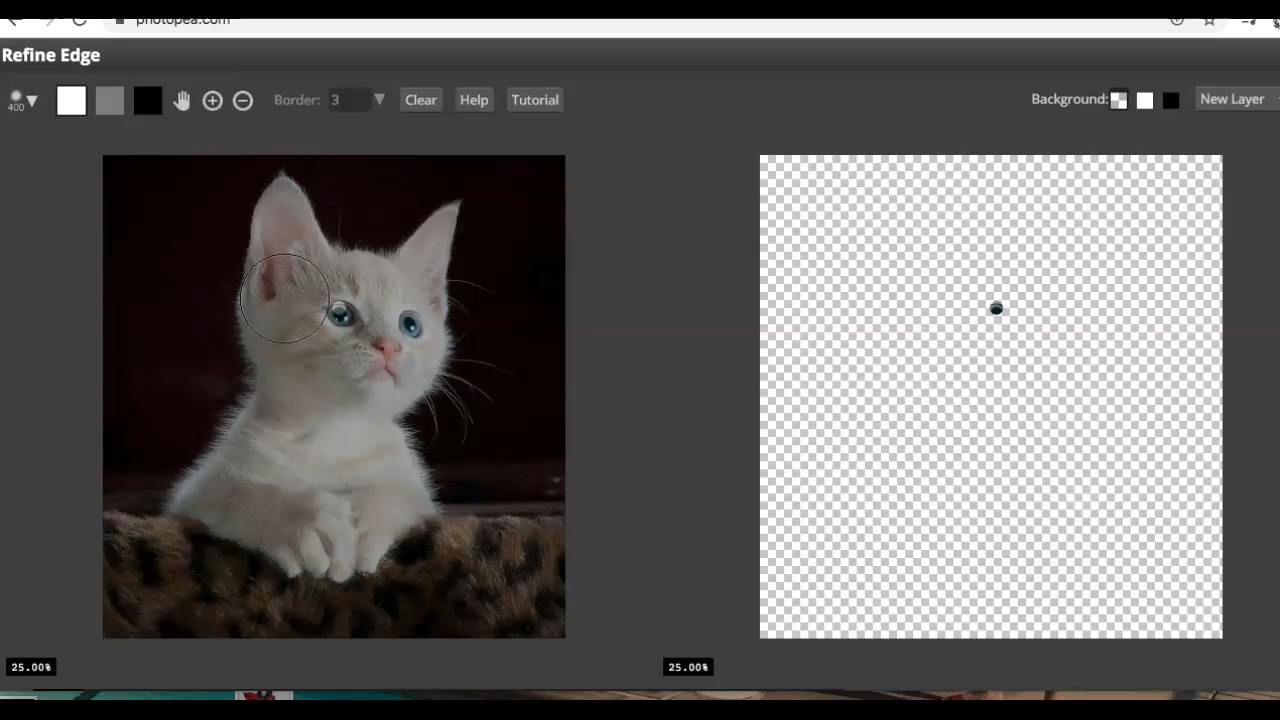 photopea.com
Refine Edge
400
Border: 3
Clear
Help
Tutorial
Background:
New Layer
25.00%
25.00%